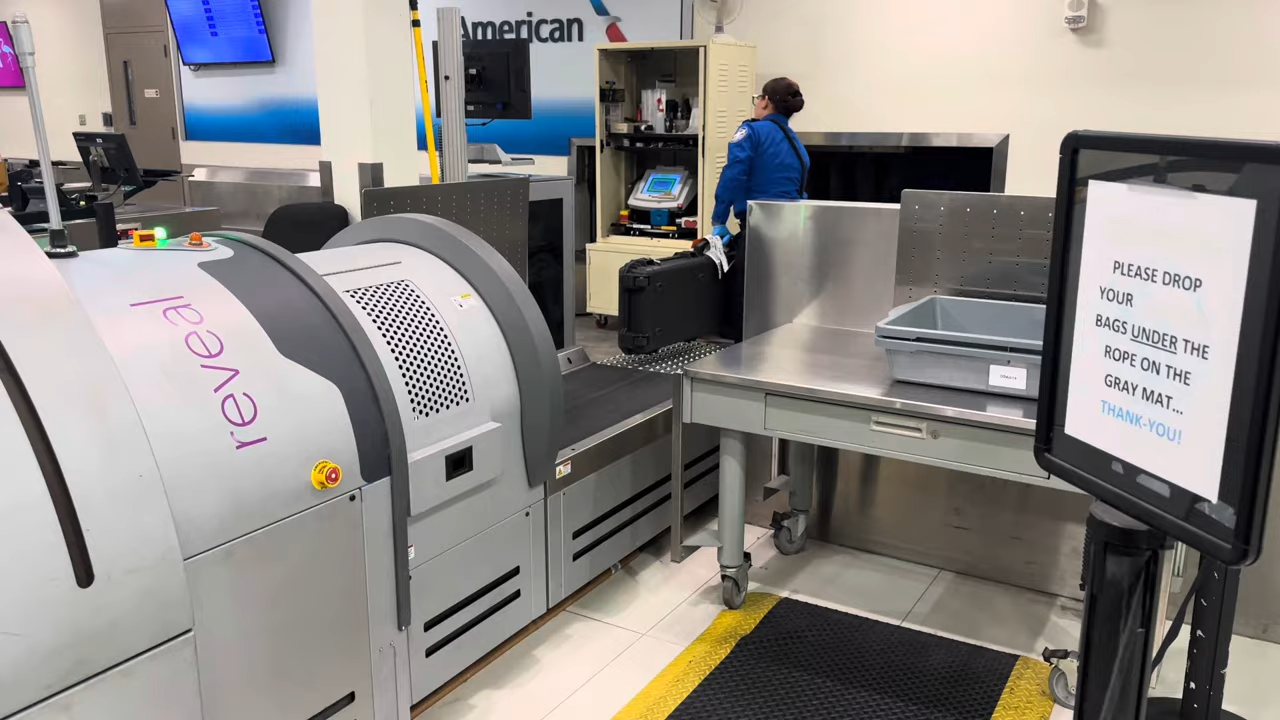 American
reveal
PLEASE DROP
YOUR
BAGS UNDER THE
ROPE ON THE
GRAY MAT...
THANK-YOU!